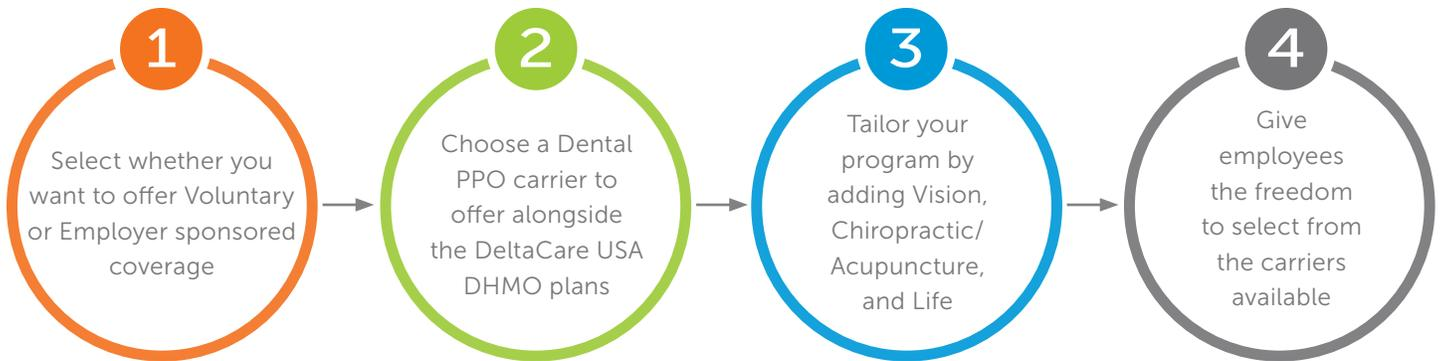 1
Select whether you
want to offer Voluntary
or Employer sponsored
coverage
2
Choose a Dental
PPO carrier to
offer alongside
the DeltaCare USA
DHMO plans
3
Tailor your
program by
adding Vision,
Chiropractic/
Acupuncture,
and Life
4
Give
employees
the freedom
to select from
the carriers
available